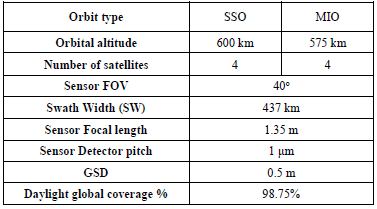 Orbit type SSO MIO
Orbital altitude 600 km 575 km
Number of satellites 4 4
Sensor FOV 40°
Swath Width (SW) 437 km
Sensor Focal length 1.35 m
Sensor Detector pitch 1 μm
GSD 0.5 m
Daylight global coverage % 98.75%